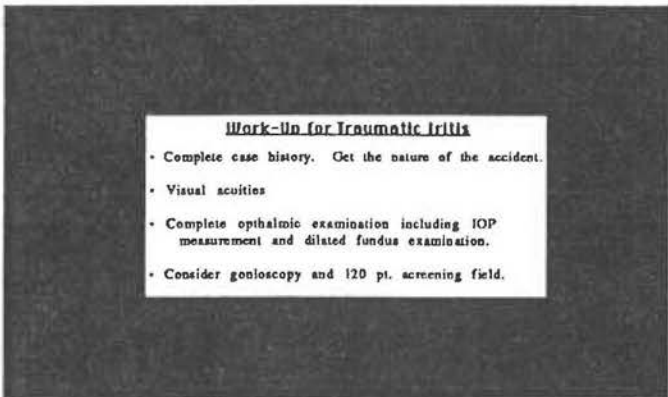 Work-Up for Traumatic Iritis
• Complete case history. Get the nature of the accident.
• Visual acuities
• Complete opthalmic examination including IOP
measurement and dilated fundus examination.
• Consider gonioscopy and 120 pt. screening field.